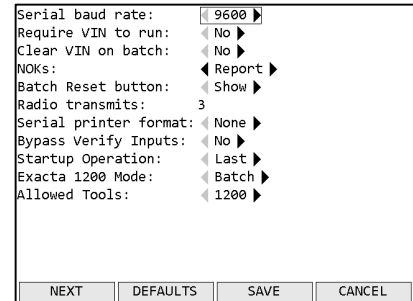 Serial baud rate: 9600
Require VIN to run: No
Clear VIN on batch: No
NOKs: Report
Batch Reset button: Show
Radio transmits: 3
Serial printer format: None
Bypass Verify Inputs: No
Startup Operation: Last
Exacta 1200 Mode: Batch
Allowed Tools: 1200
NEXT DEFAULTS SAVE CANCEL